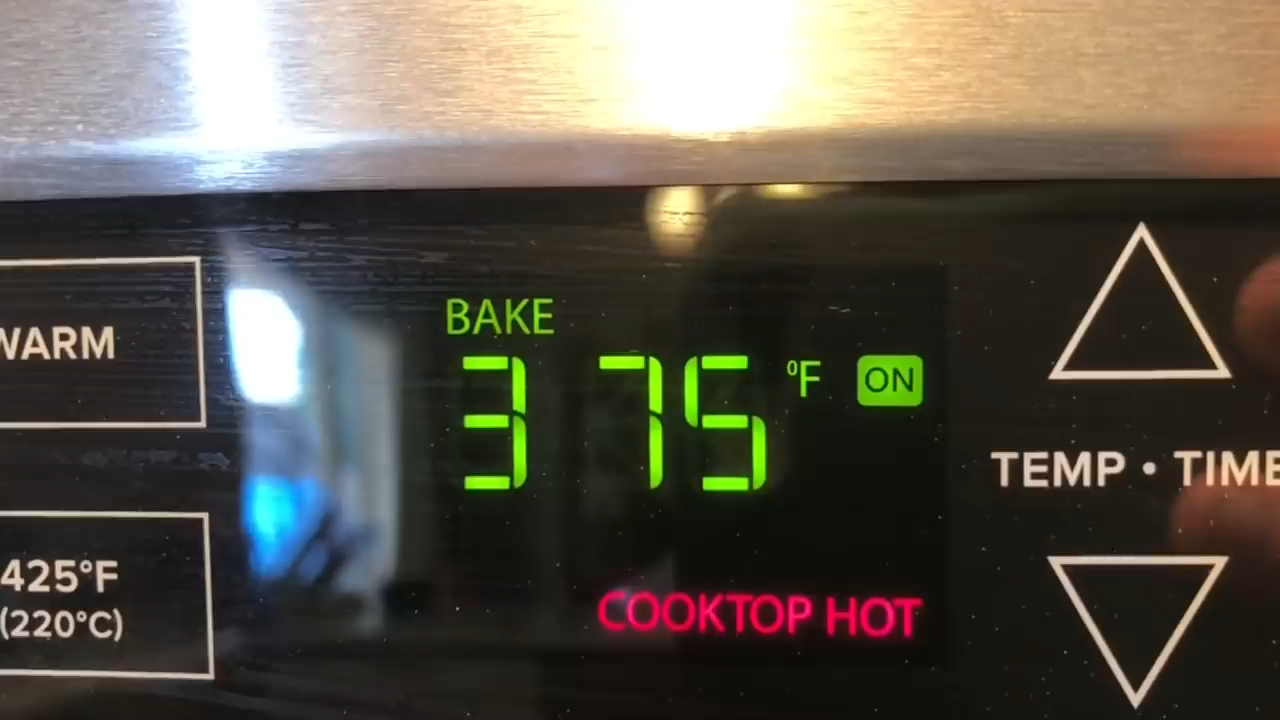 WARM
425°F
(220°C)
BAKE
375 °F ON
COOKTOP HOT
TEMP • TIME